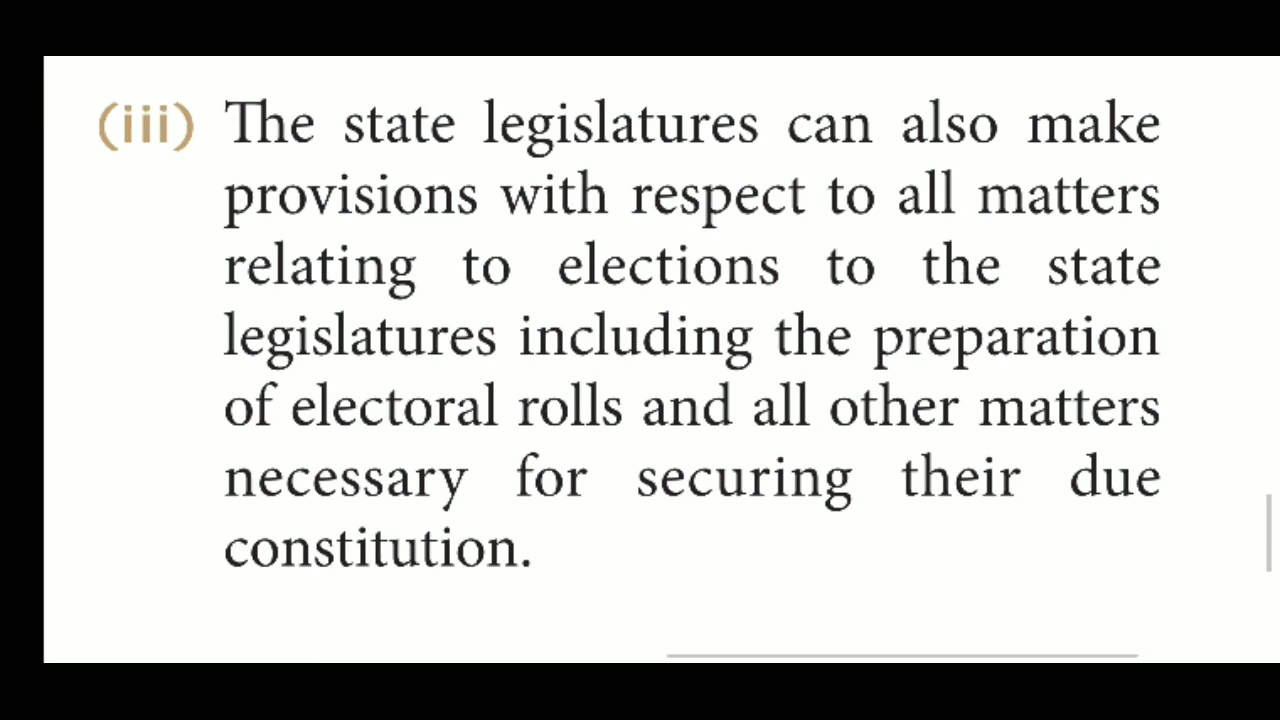 (iii) The state legislatures can also make
provisions with respect to all matters
relating to elections to the state
legislatures including the preparation
of electoral rolls and all other matters
necessary for securing their due
constitution.